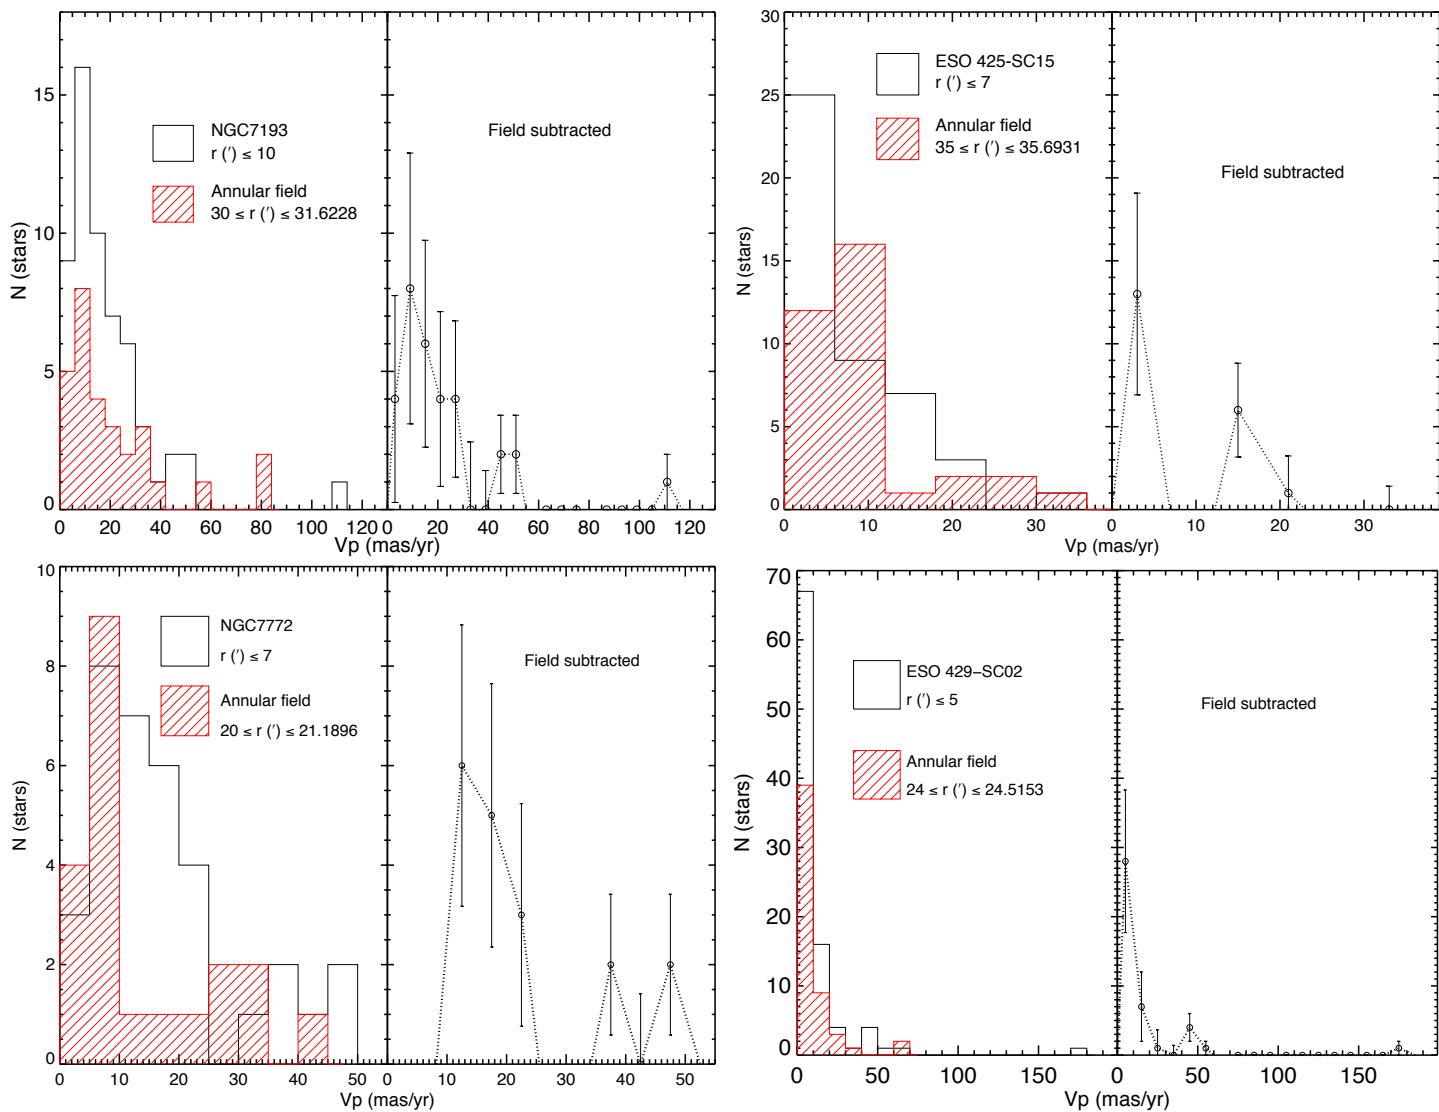 NGC7193
r (′) ≤ 10
Annular field
30 ≤ r (′) ≤ 31.6228
Field subtracted
N (stars)
15
10
5
0
0 20 40 60 80 100 120
0 20 40 60 80 100 120
Vp (mas/yr)
ESO 425-SC15
r (′) ≤ 7
Annular field
35 ≤ r (′) ≤ 35.6931
Field subtracted
N (stars)
30
25
20
15
10
5
0
0 10 20 30
0 10 20 30
Vp (mas/yr)
NGC7772
r (′) ≤ 7
Annular field
20 ≤ r (′) ≤ 21.1896
Field subtracted
N (stars)
10
8
6
4
2
0
0 10 20 30 40 50
0 10 20 30 40 50
Vp (mas/yr)
ESO 429−SC02
r (′) ≤ 5
Annular field
24 ≤ r (′) ≤ 24.5153
Field subtracted
N (stars)
70
60
50
40
30
20
10
0
0 50 100 150
0 50 100 150
Vp (mas/yr)